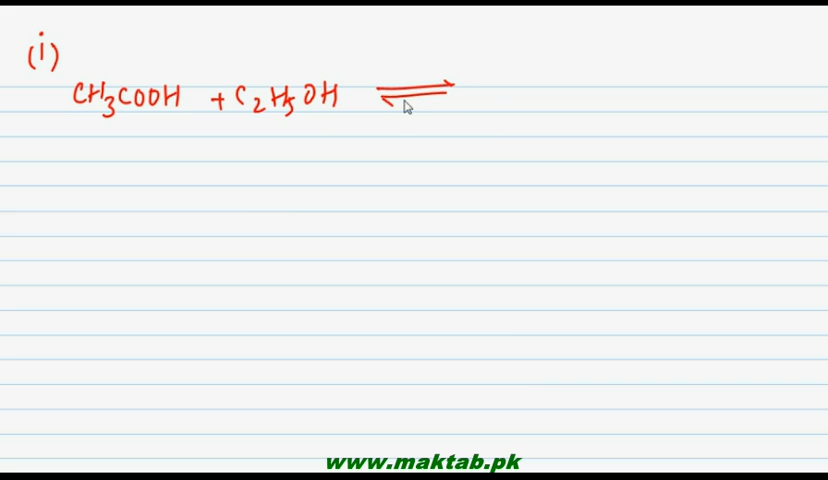 (i)
CH₃COOH + C₂H₅OH ⇌
www.maktab.pk